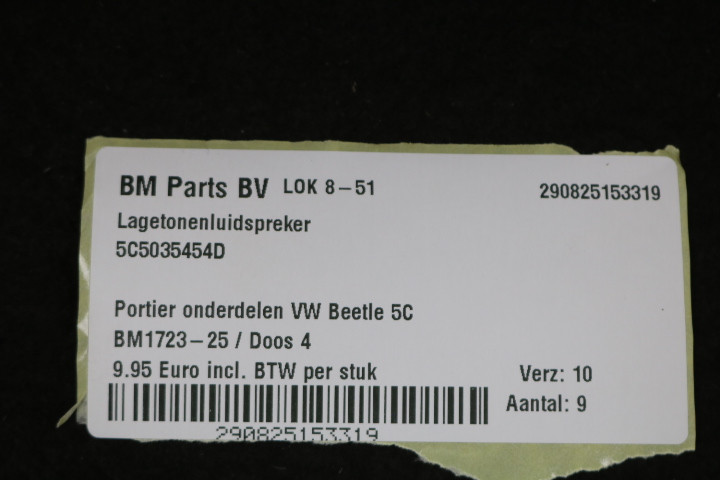 BM Parts BV LOK 8-51 290825153319
Lagetonenluidspreker
5C5035454D
Portier onderdelen VW Beetle 5C
BM1723-25 / Doos 4
9.95 Euro incl. BTW per stuk Verz: 10
Aantal: 9
290825153319